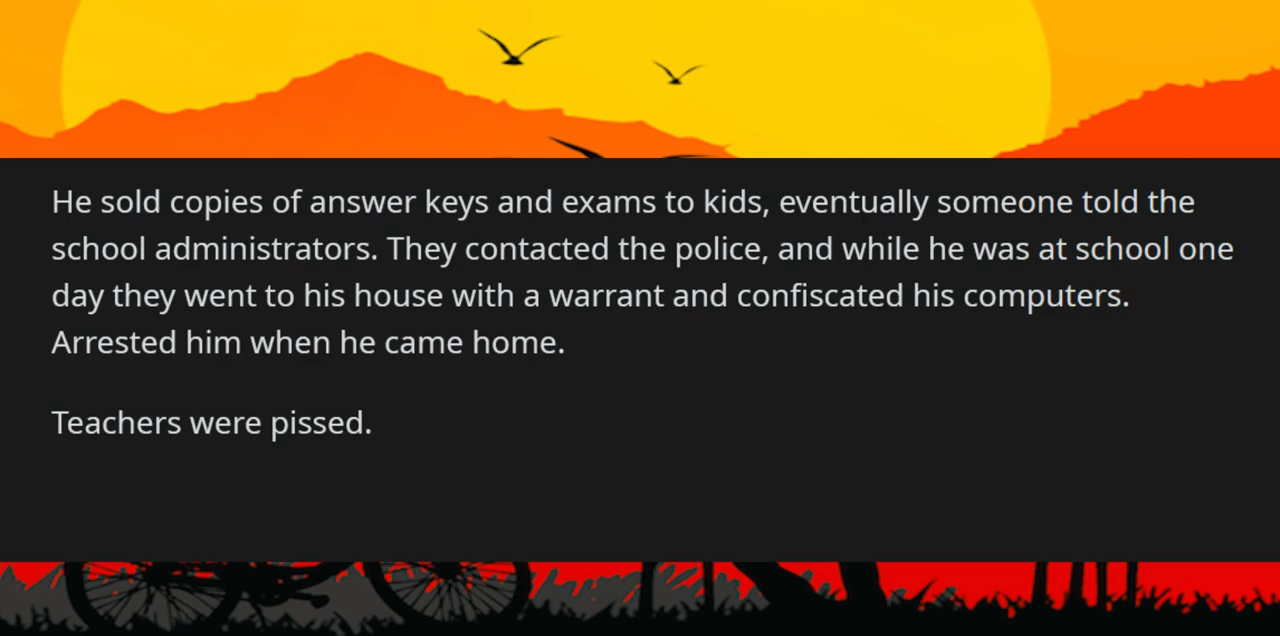 He sold copies of answer keys and exams to kids, eventually someone told the
school administrators. They contacted the police, and while he was at school one
day they went to his house with a warrant and confiscated his computers.
Arrested him when he came home.
Teachers were pissed.